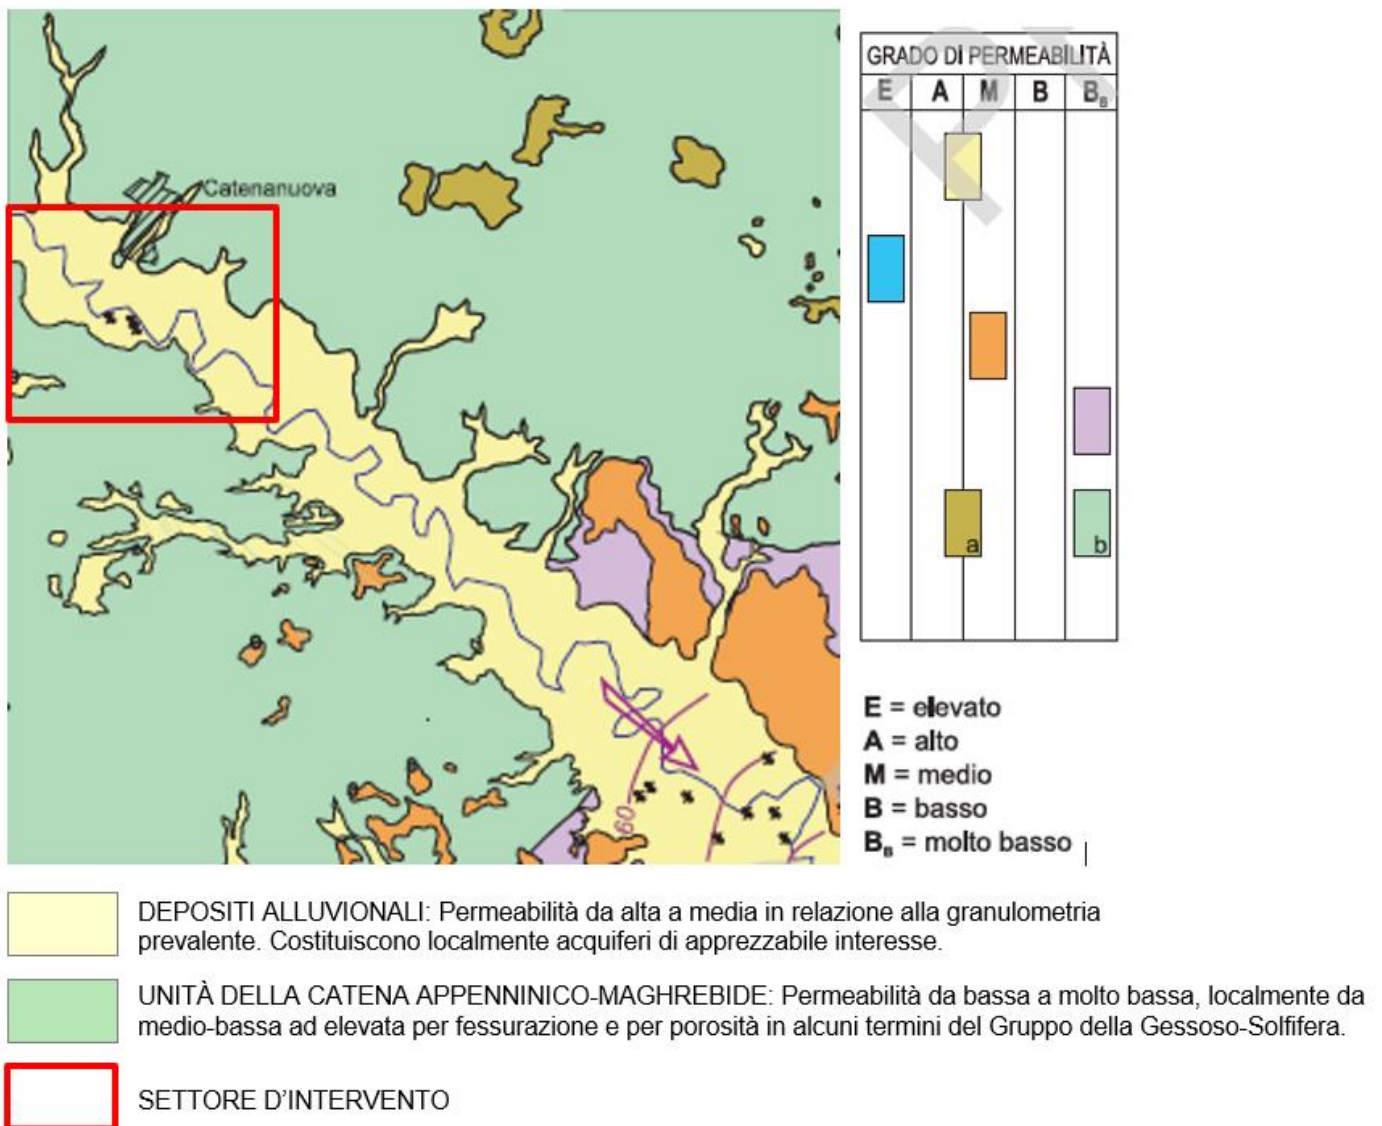 Catenanuova
60
GRADO DI PERMEABILITÀ
E A M B B_B
a b
E = elevato
A = alto
M = medio
B = basso
B_B = molto basso
DEPOSITI ALLUVIONALI: Permeabilità da alta a media in relazione alla granulometria
prevalente. Costituiscono localmente acquiferi di apprezzabile interesse.
UNITÀ DELLA CATENA APPENNINICO-MAGHREBIDE: Permeabilità da bassa a molto bassa, localmente da
medio-bassa ad elevata per fessurazione e per porosità in alcuni termini del Gruppo della Gessoso-Solfifera.
SETTORE D'INTERVENTO